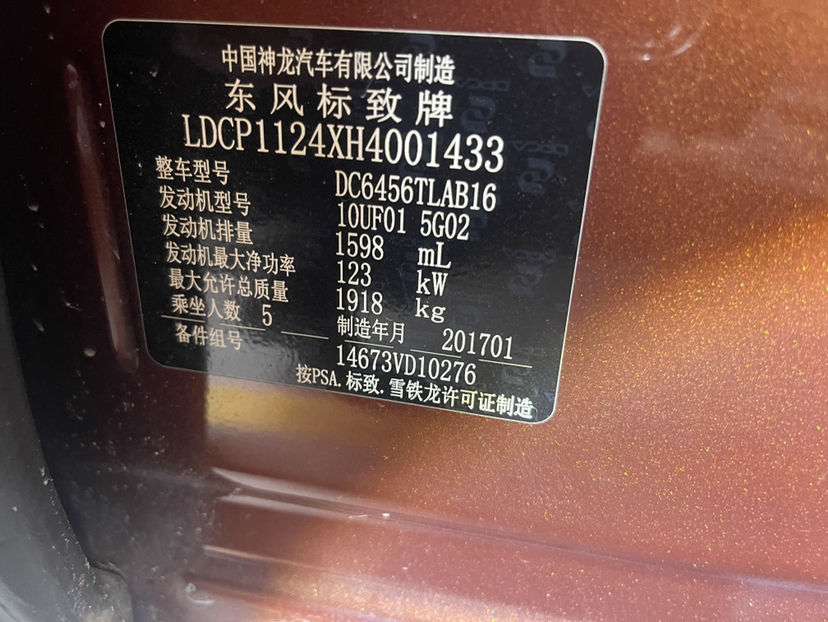 中国神龙汽车有限公司制造
东风标致牌
LDCP1124XH4001433
整车型号 DC6456TLAB16
发动机型号 10UF01 5G02
发动机排量 1598 mL
发动机最大净功率 123 kW
最大允许总质量 1918 kg
乘坐人数 5 制造年月 201701
备件组号 14673VD10276
按PSA.标致.雪铁龙许可证制造